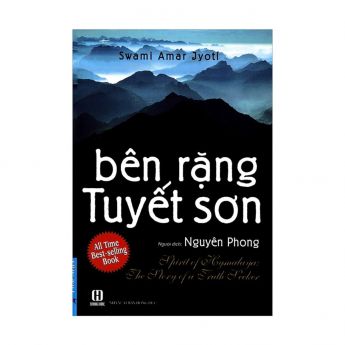 Swami Amar Jyoti
bên rặng
Tuyết sơn
Người dịch: Nguyên Phong
All Time
Best-selling
Book
Spirit of Himalaya:
The Story of a Truth Seeker